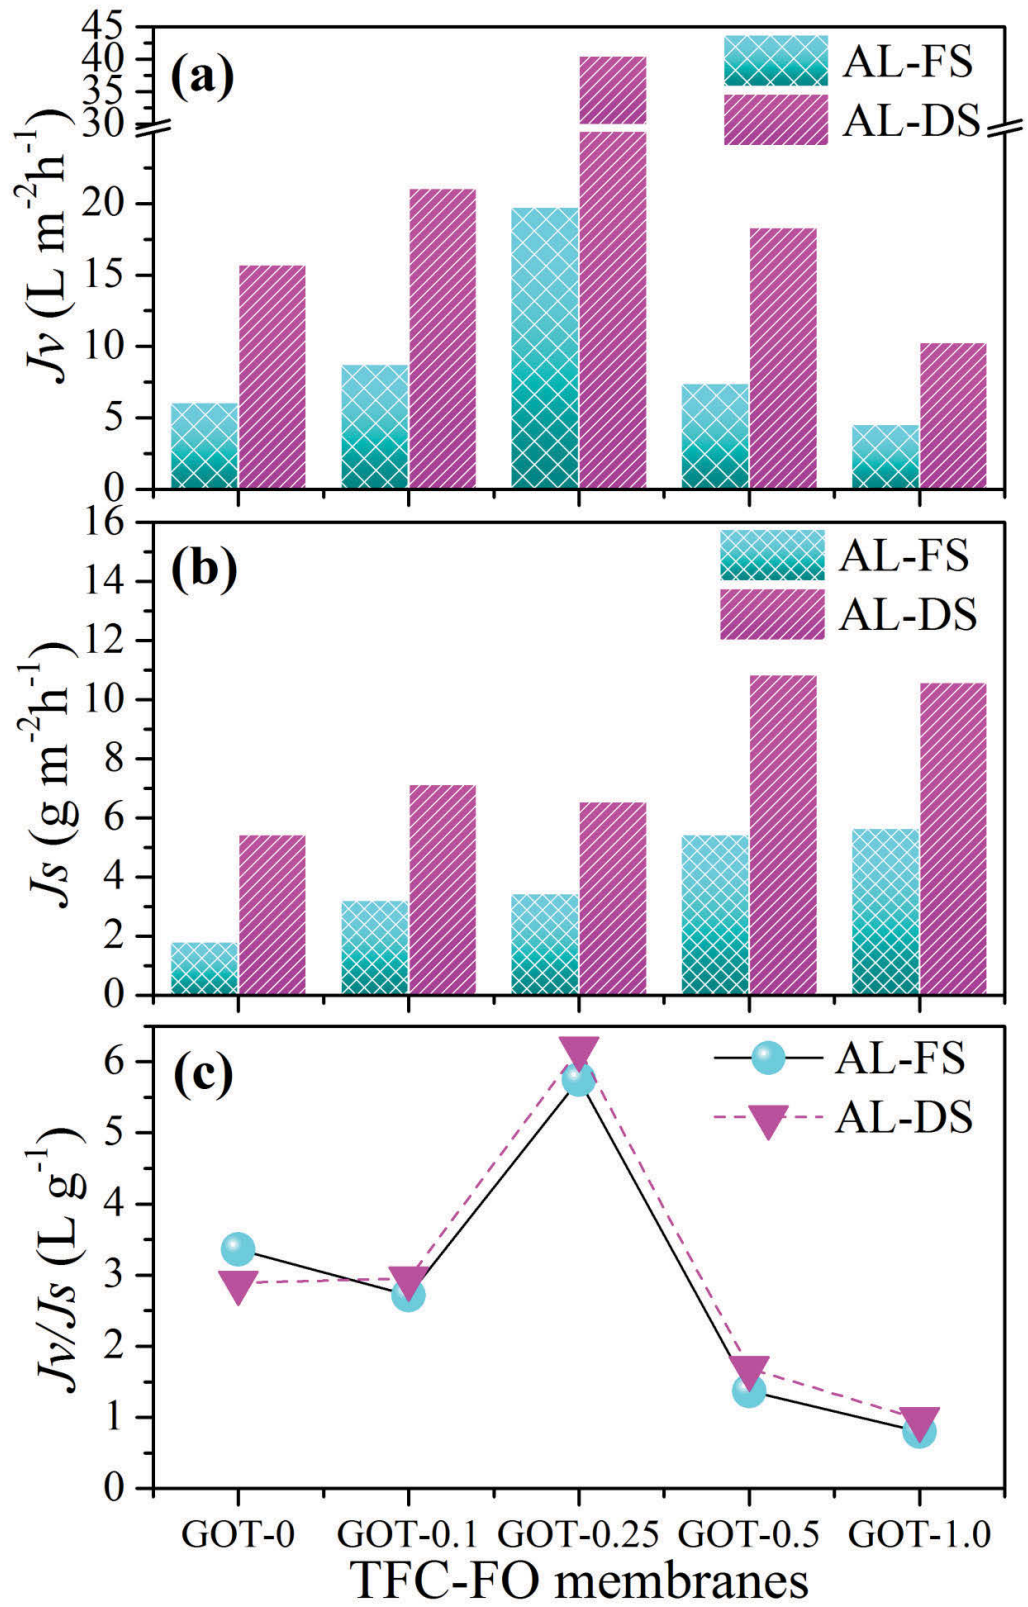 (a)
AL-FS
AL-DS
45
40
35
30
20
15
10
5
0
Jv (L m⁻²h⁻¹)
(b)
AL-FS
AL-DS
16
14
12
10
8
6
4
2
0
Js (g m⁻²h⁻¹)
(c)
AL-FS
AL-DS
6
5
4
3
2
1
0
Jv/Js (L g⁻¹)
GOT-0 GOT-0.1 GOT-0.25 GOT-0.5 GOT-1.0
TFC-FO membranes